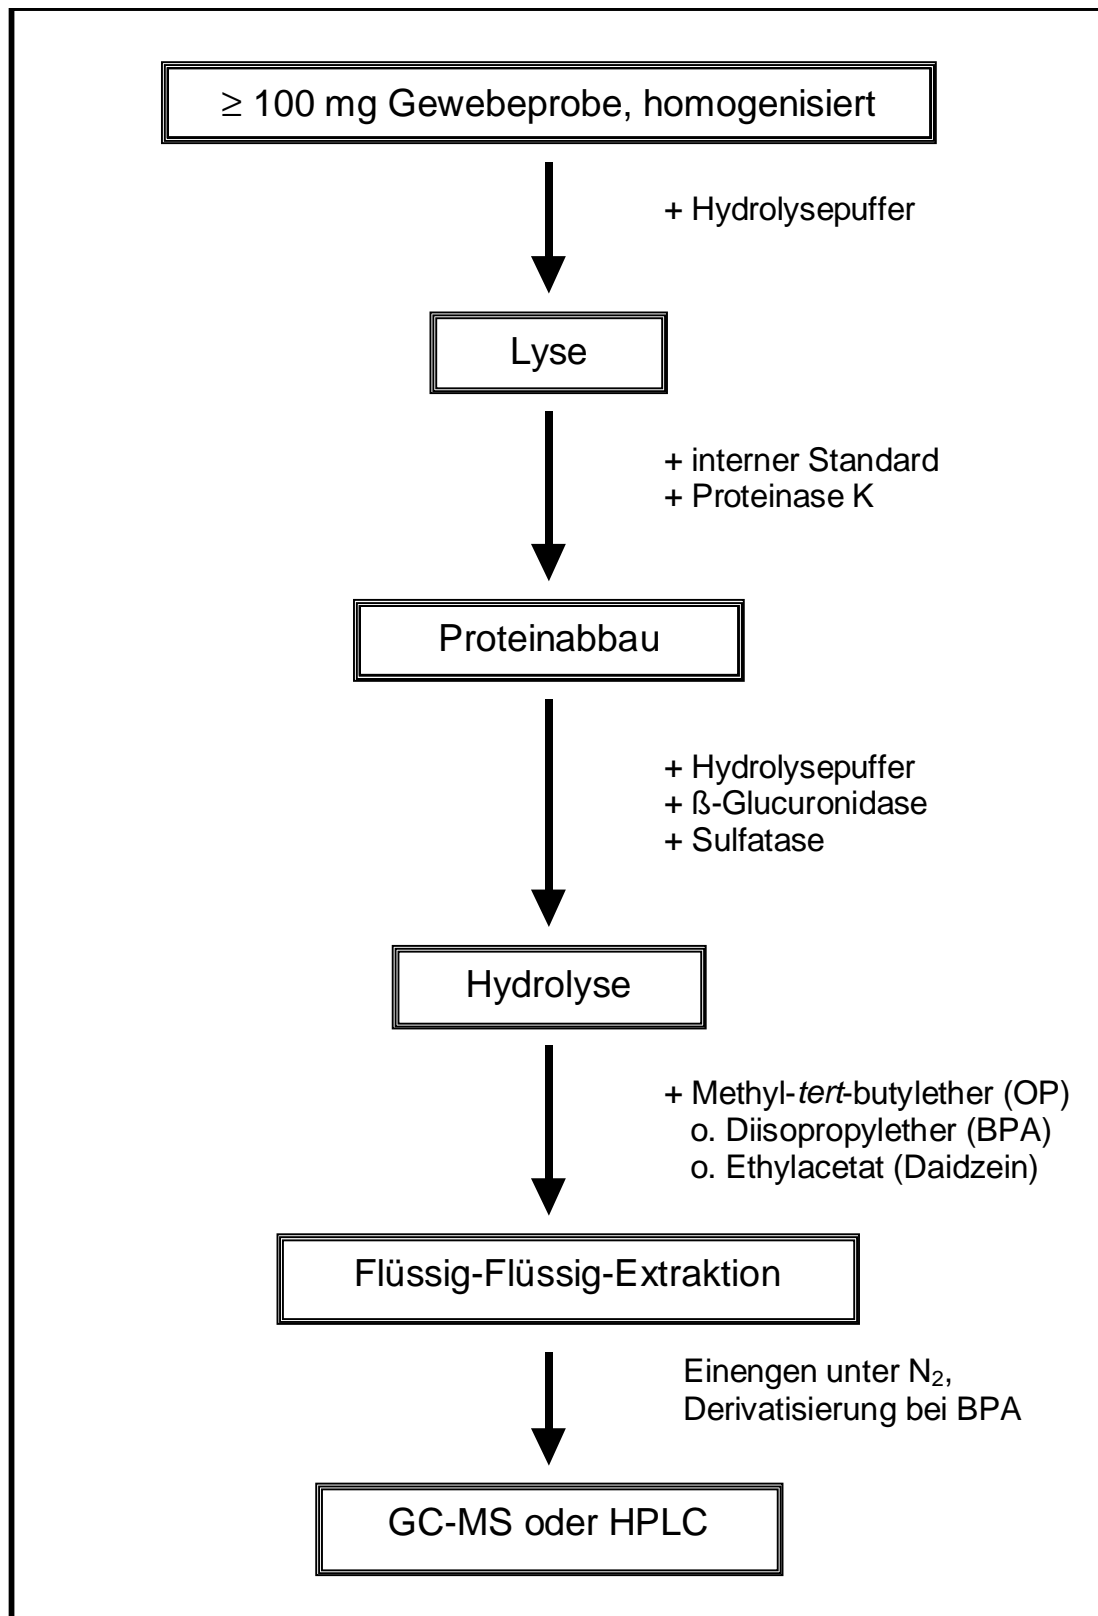 ≥ 100 mg Gewebeprobe, homogenisiert
+ Hydrolysepuffer
Lyse
+ interner Standard
+ Proteinase K
Proteinabbau
+ Hydrolysepuffer
+ ß-Glucuronidase
+ Sulfatase
Hydrolyse
+ Methyl-tert-butylether (OP)
o. Diisopropylether (BPA)
o. Ethylacetat (Daidzein)
Flüssig-Flüssig-Extraktion
Einengen unter N₂,
Derivatisierung bei BPA
GC-MS oder HPLC